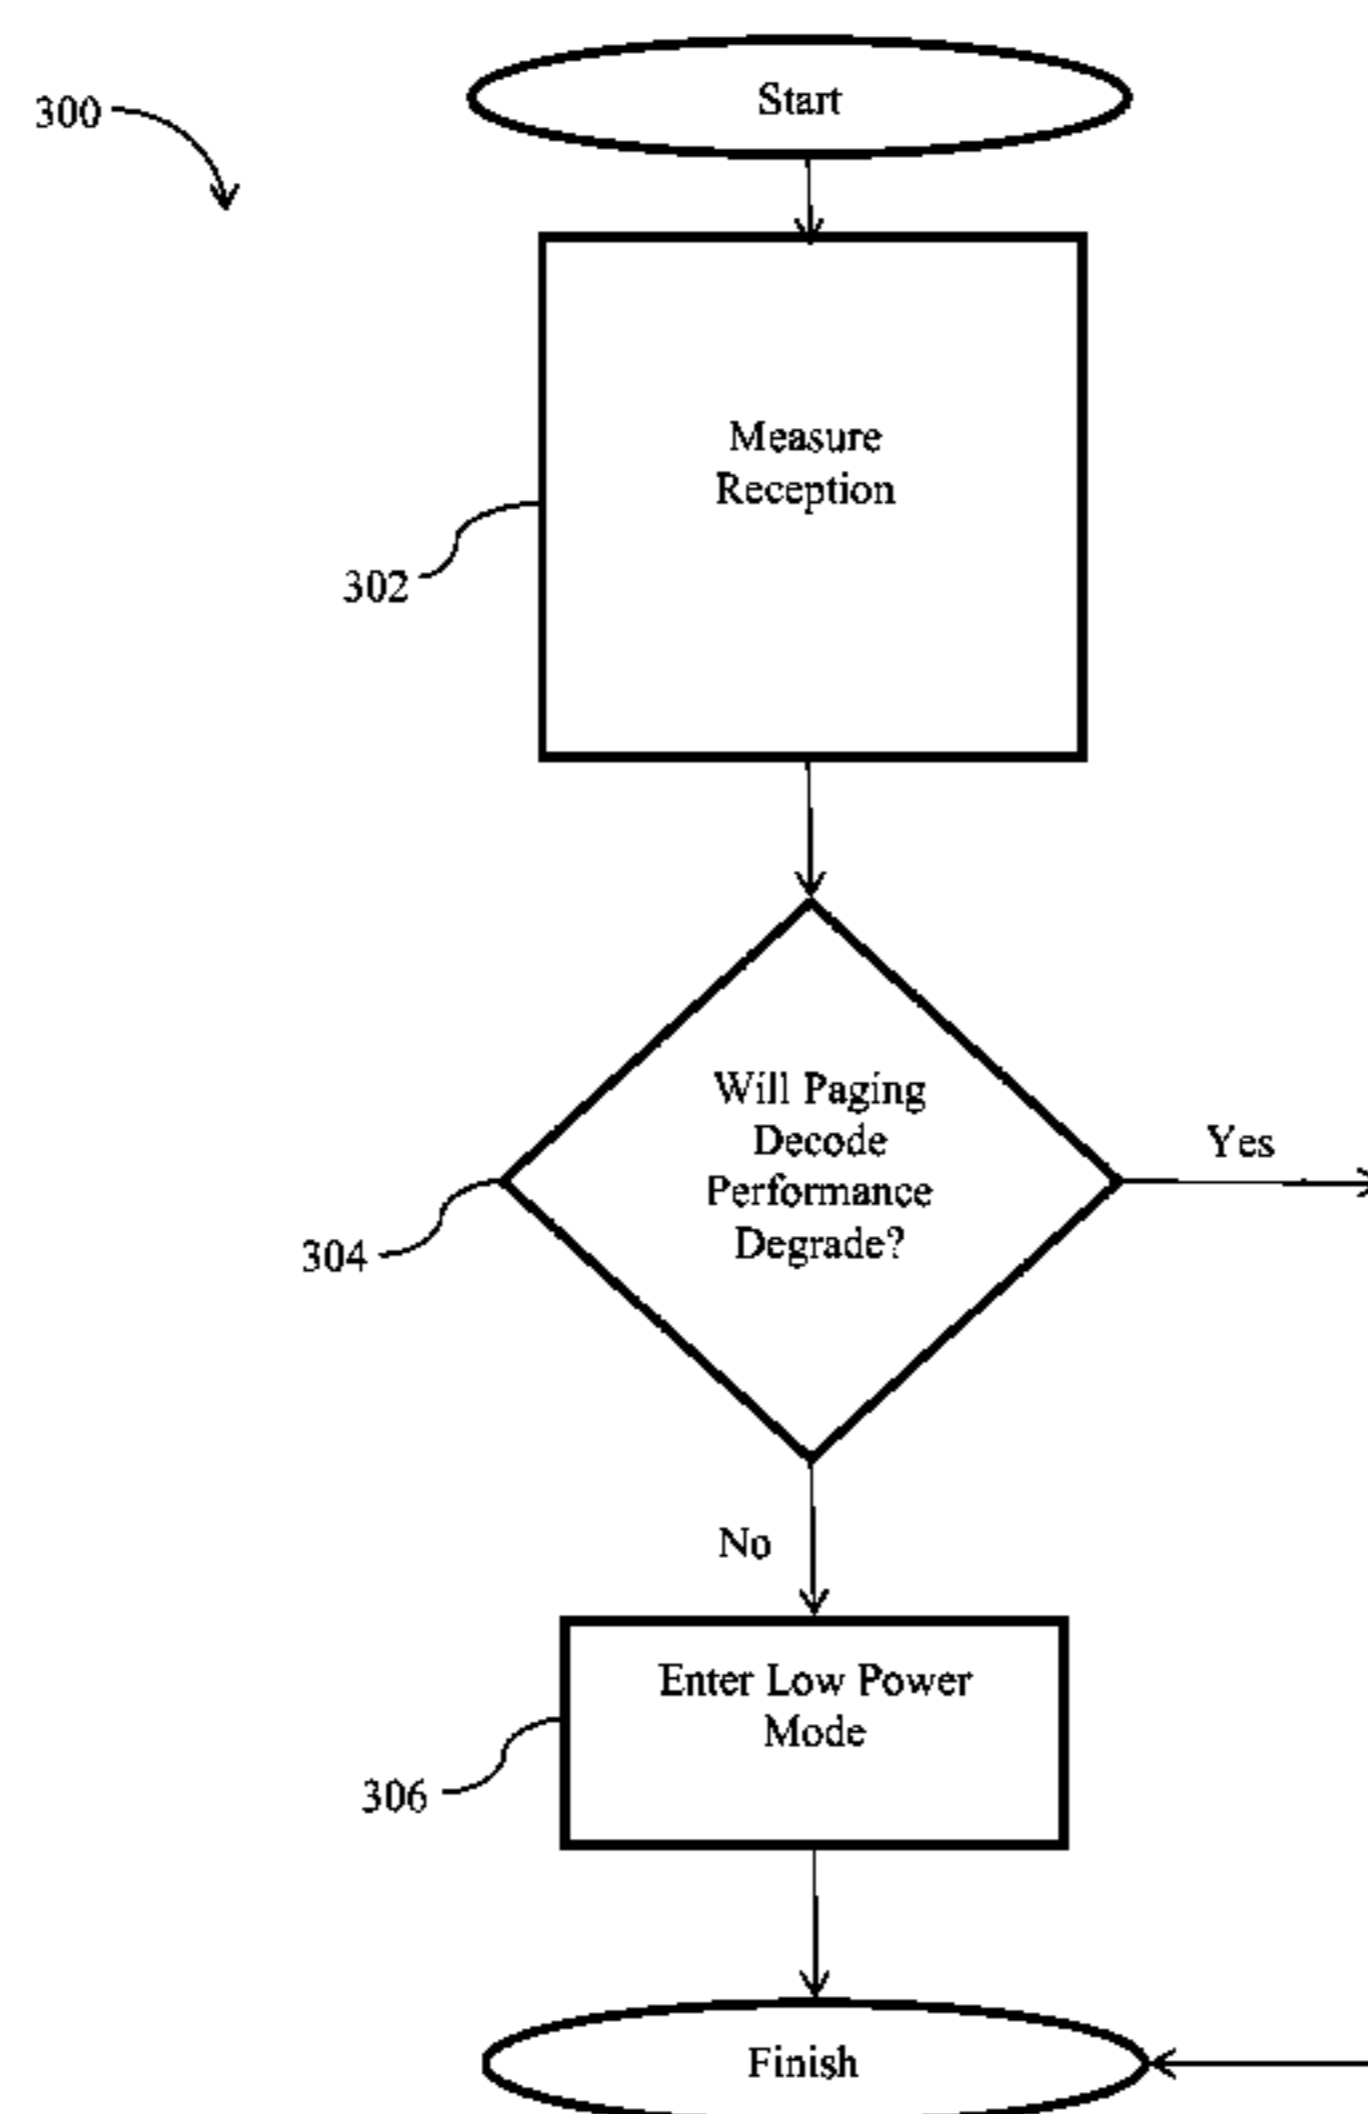 300
Start
Measure
Reception
302
Will Paging
Decode
Performance
Degrade?
Yes
304
No
Enter Low Power
Mode
306
Finish